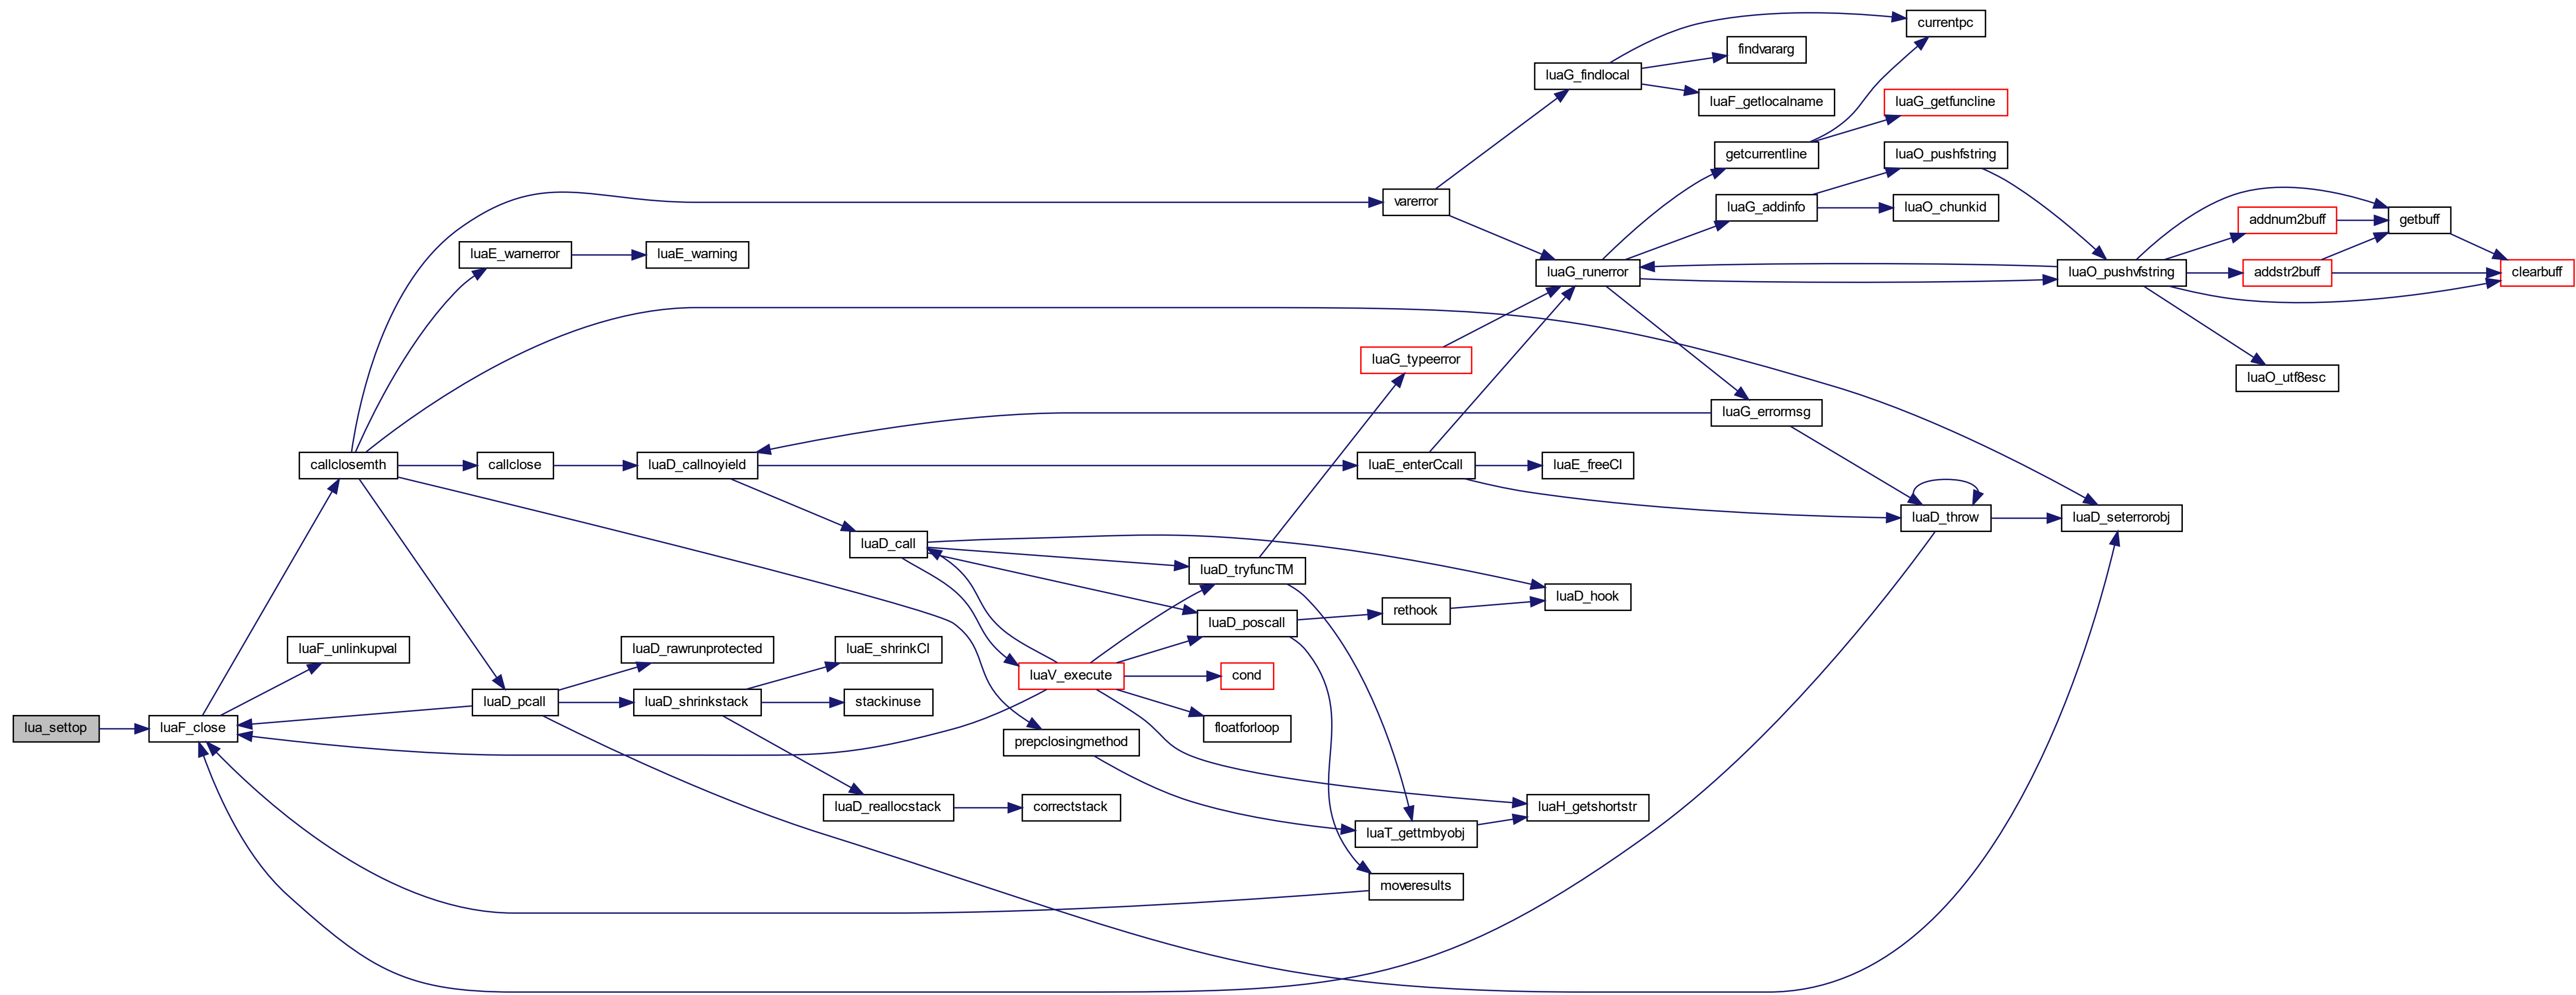 currentpc
findvararg
luaG_findlocal
luaF_getlocalname
luaG_getfuncline
getcurrentline
luaO_pushfstring
varerror
luaG_addinfo
luaO_chunkid
addnum2buff
getbuff
luaE_warnerror
luaE_warning
luaG_runerror
luaO_pushvfstring
addstr2buff
clearbuff
luaG_typeerror
luaO_utf8esc
luaG_errormsg
callclosemth
callclose
luaD_callnoyield
luaE_enterCcall
luaE_freeCI
luaD_throw
luaD_seterrorobj
luaD_call
luaD_tryfuncTM
luaD_hook
rethook
luaD_poscall
luaF_unlinkupval
luaD_rawrunprotected
luaE_shrinkCI
luaV_execute
cond
luaD_pcall
luaD_shrinkstack
stackinuse
lua_settop
luaF_close
floatforloop
prepclosingmethod
luaD_reallocstack
correctstack
luaH_getshortstr
luaT_gettmbyobj
moveresults